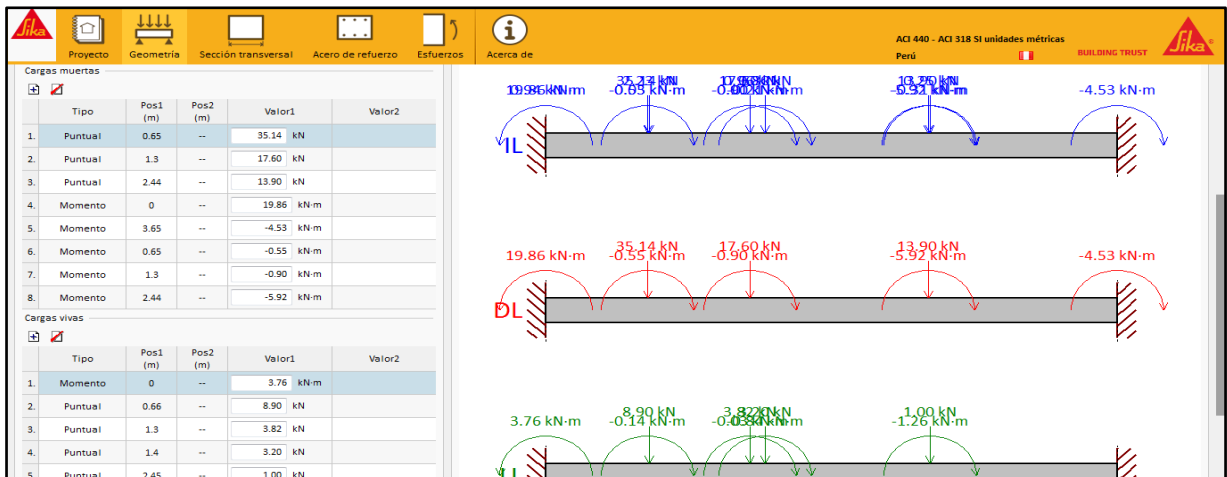 Sika
Proyecto Geometría Sección transversal Acero de refuerzo Esfuerzos Acerca de
ACI 440 - ACI 318 SI unidades métricas
Perú
BUILDING TRUST
Sika
Cargas muertas
Tipo Pos1 (m) Pos2 (m) Valor1 Valor2
1. Puntual 0.65 -- 35.14 kN
2. Puntual 1.3 -- 17.60 kN
3. Puntual 2.44 -- 13.90 kN
4. Momento 0 -- 19.86 kN·m
5. Momento 3.65 -- -4.53 kN·m
6. Momento 0.65 -- -0.55 kN·m
7. Momento 1.3 -- -0.90 kN·m
8. Momento 2.44 -- -5.92 kN·m
Cargas vivas
Tipo Pos1 (m) Pos2 (m) Valor1 Valor2
1. Momento 0 -- 3.76 kN·m
2. Puntual 0.66 -- 8.90 kN
3. Puntual 1.3 -- 3.82 kN
4. Puntual 1.4 -- 3.20 kN
5. Puntual 2.45 -- 1.00 kN
-4.53 kN·m
IL
35.14 kN 17.60 kN 13.90 kN
19.86 kN·m -0.55 kN·m -0.90 kN·m -5.92 kN·m -4.53 kN·m
DL
8.90 kN 1.00 kN
3.76 kN·m -0.14 kN·m -1.26 kN·m
LL